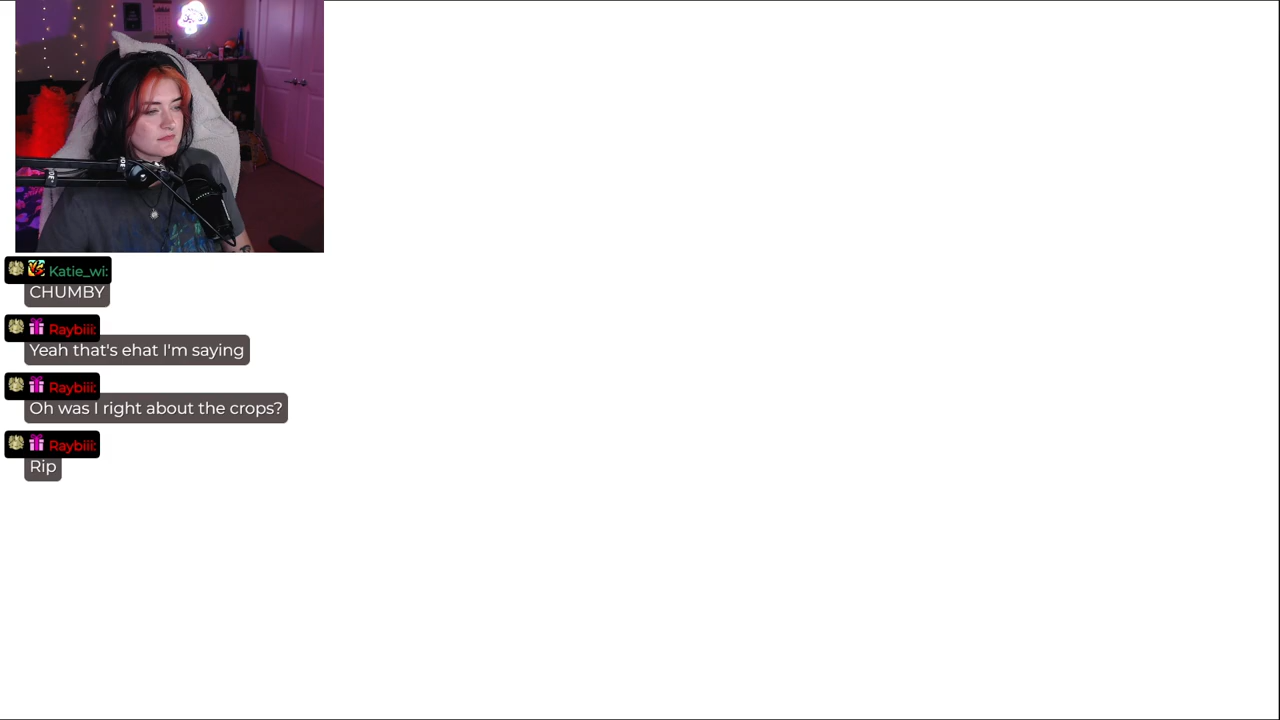 Katie_wi:
CHUMBY
Raybiii:
Yeah that's ehat I'm saying
Raybiii:
Oh was I right about the crops?
Raybiii:
Rip